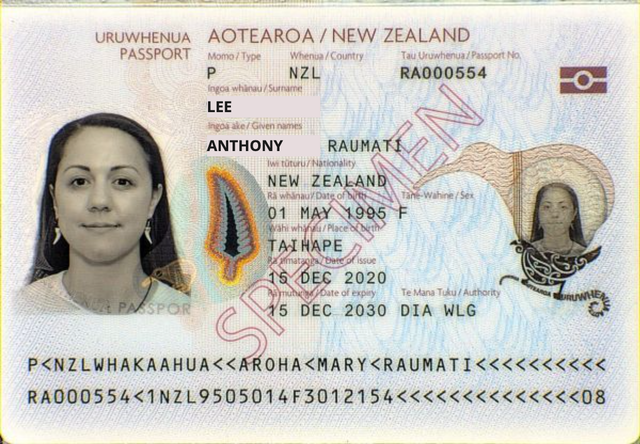 URUWHENUA
PASSPORT
AOTEAROA / NEW ZEALAND
Momo / Type Whenua / Country Tau Uruwhenua / Passport No.
P NZL RA000554
Ingoa whānau / Surname
LEE
Ingoa ake / Given names
ANTHONY RAUMATI
Iwi tūturu / Nationality
NEW ZEALAND
Rā whānau / Date of birth Tāne-Wahine / Sex
01 MAY 1995 F
Wāhi whānau / Place of birth
TAIHAPE
Rā timatanga / Date of issue
15 DEC 2020
Rā mutunga / Date of expiry Te Mana Tuku / Authority
15 DEC 2030 DIA WLG
SPECIMEN
PASSPOR
AOTEAROA URUWHENUA
P<NZLWHAKAAHUA<<AROHA<MARY<RAUMATI<<<<<<<<<<
RA000554<1NZL9505014F3012154<<<<<<<<<<<<<<08